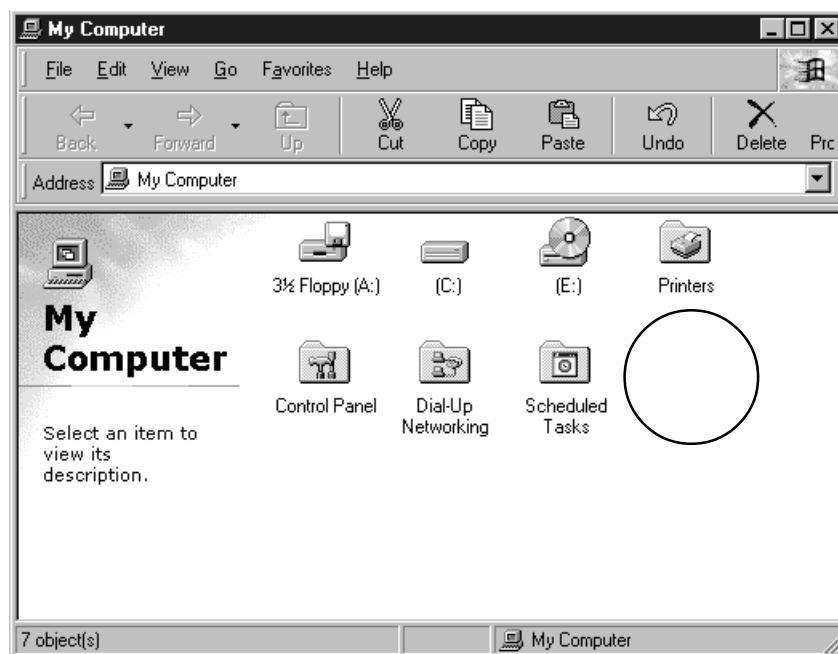 My Computer
File Edit View Go Favorites Help
Back Forward Up Cut Copy Paste Undo Delete Prc
Address My Computer
3½ Floppy (A:) (C:) (E:) Printers
My
Computer
Control Panel Dial-Up Networking Scheduled Tasks
Select an item to
view its
description.
7 object(s) My Computer